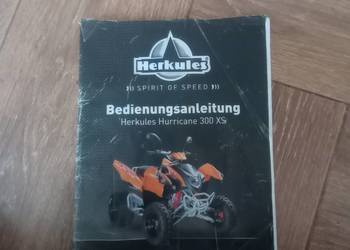 Herkules
SPIRIT OF SPEED
Bedienungsanleitung
Herkules Hurricane 300 XS